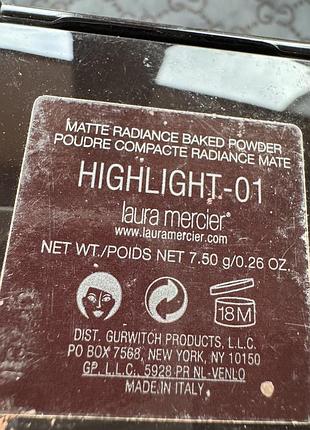 MATTE RADIANCE BAKED POWDER
POUDRE COMPACTE RADIANCE MATE
HIGHLIGHT-01
laura mercier®
www.lauramercier.com
NET WT./POIDS NET 7.50 g/0.26 OZ.
18M
DIST. GURWITCH PRODUCTS, L.L.C.
PO BOX 7568, NEW YORK, NY 10150
GP. L.L.C. 5928 PR NL-VENLO
MADE IN ITALY